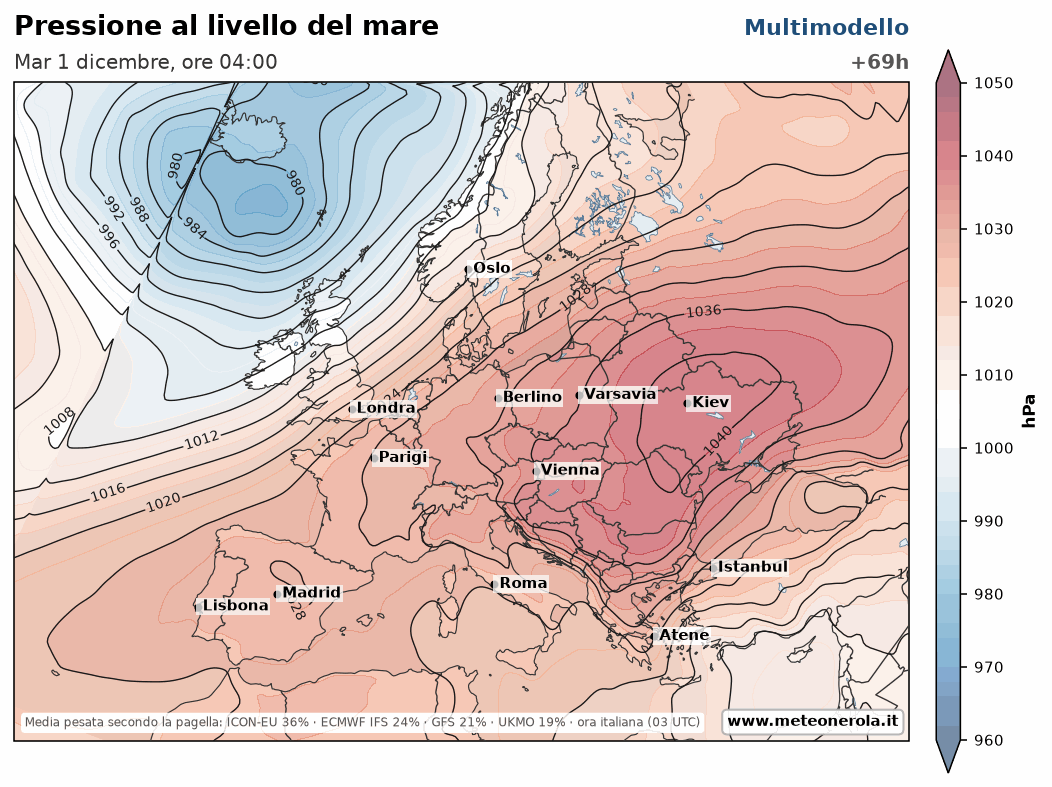 Pressione al livello del mare
Multimodello
Mar 1 dicembre, ore 04:00
+69h
1050
1040
1030
1020
1010
1000
990
980
970
960
hPa
980
980
992
988
984
996
Oslo
1028
1036
Berlino
Varsavia
Kiev
Londra
1008
1012
1040
Parigi
Vienna
1016
1020
Istanbul
Roma
Madrid
Lisbona
1028
Atene
Media pesata secondo la pagella: ICON-EU 36% · ECMWF IFS 24% · GFS 21% · UKMO 19% · ora italiana (03 UTC)
www.meteonerola.it